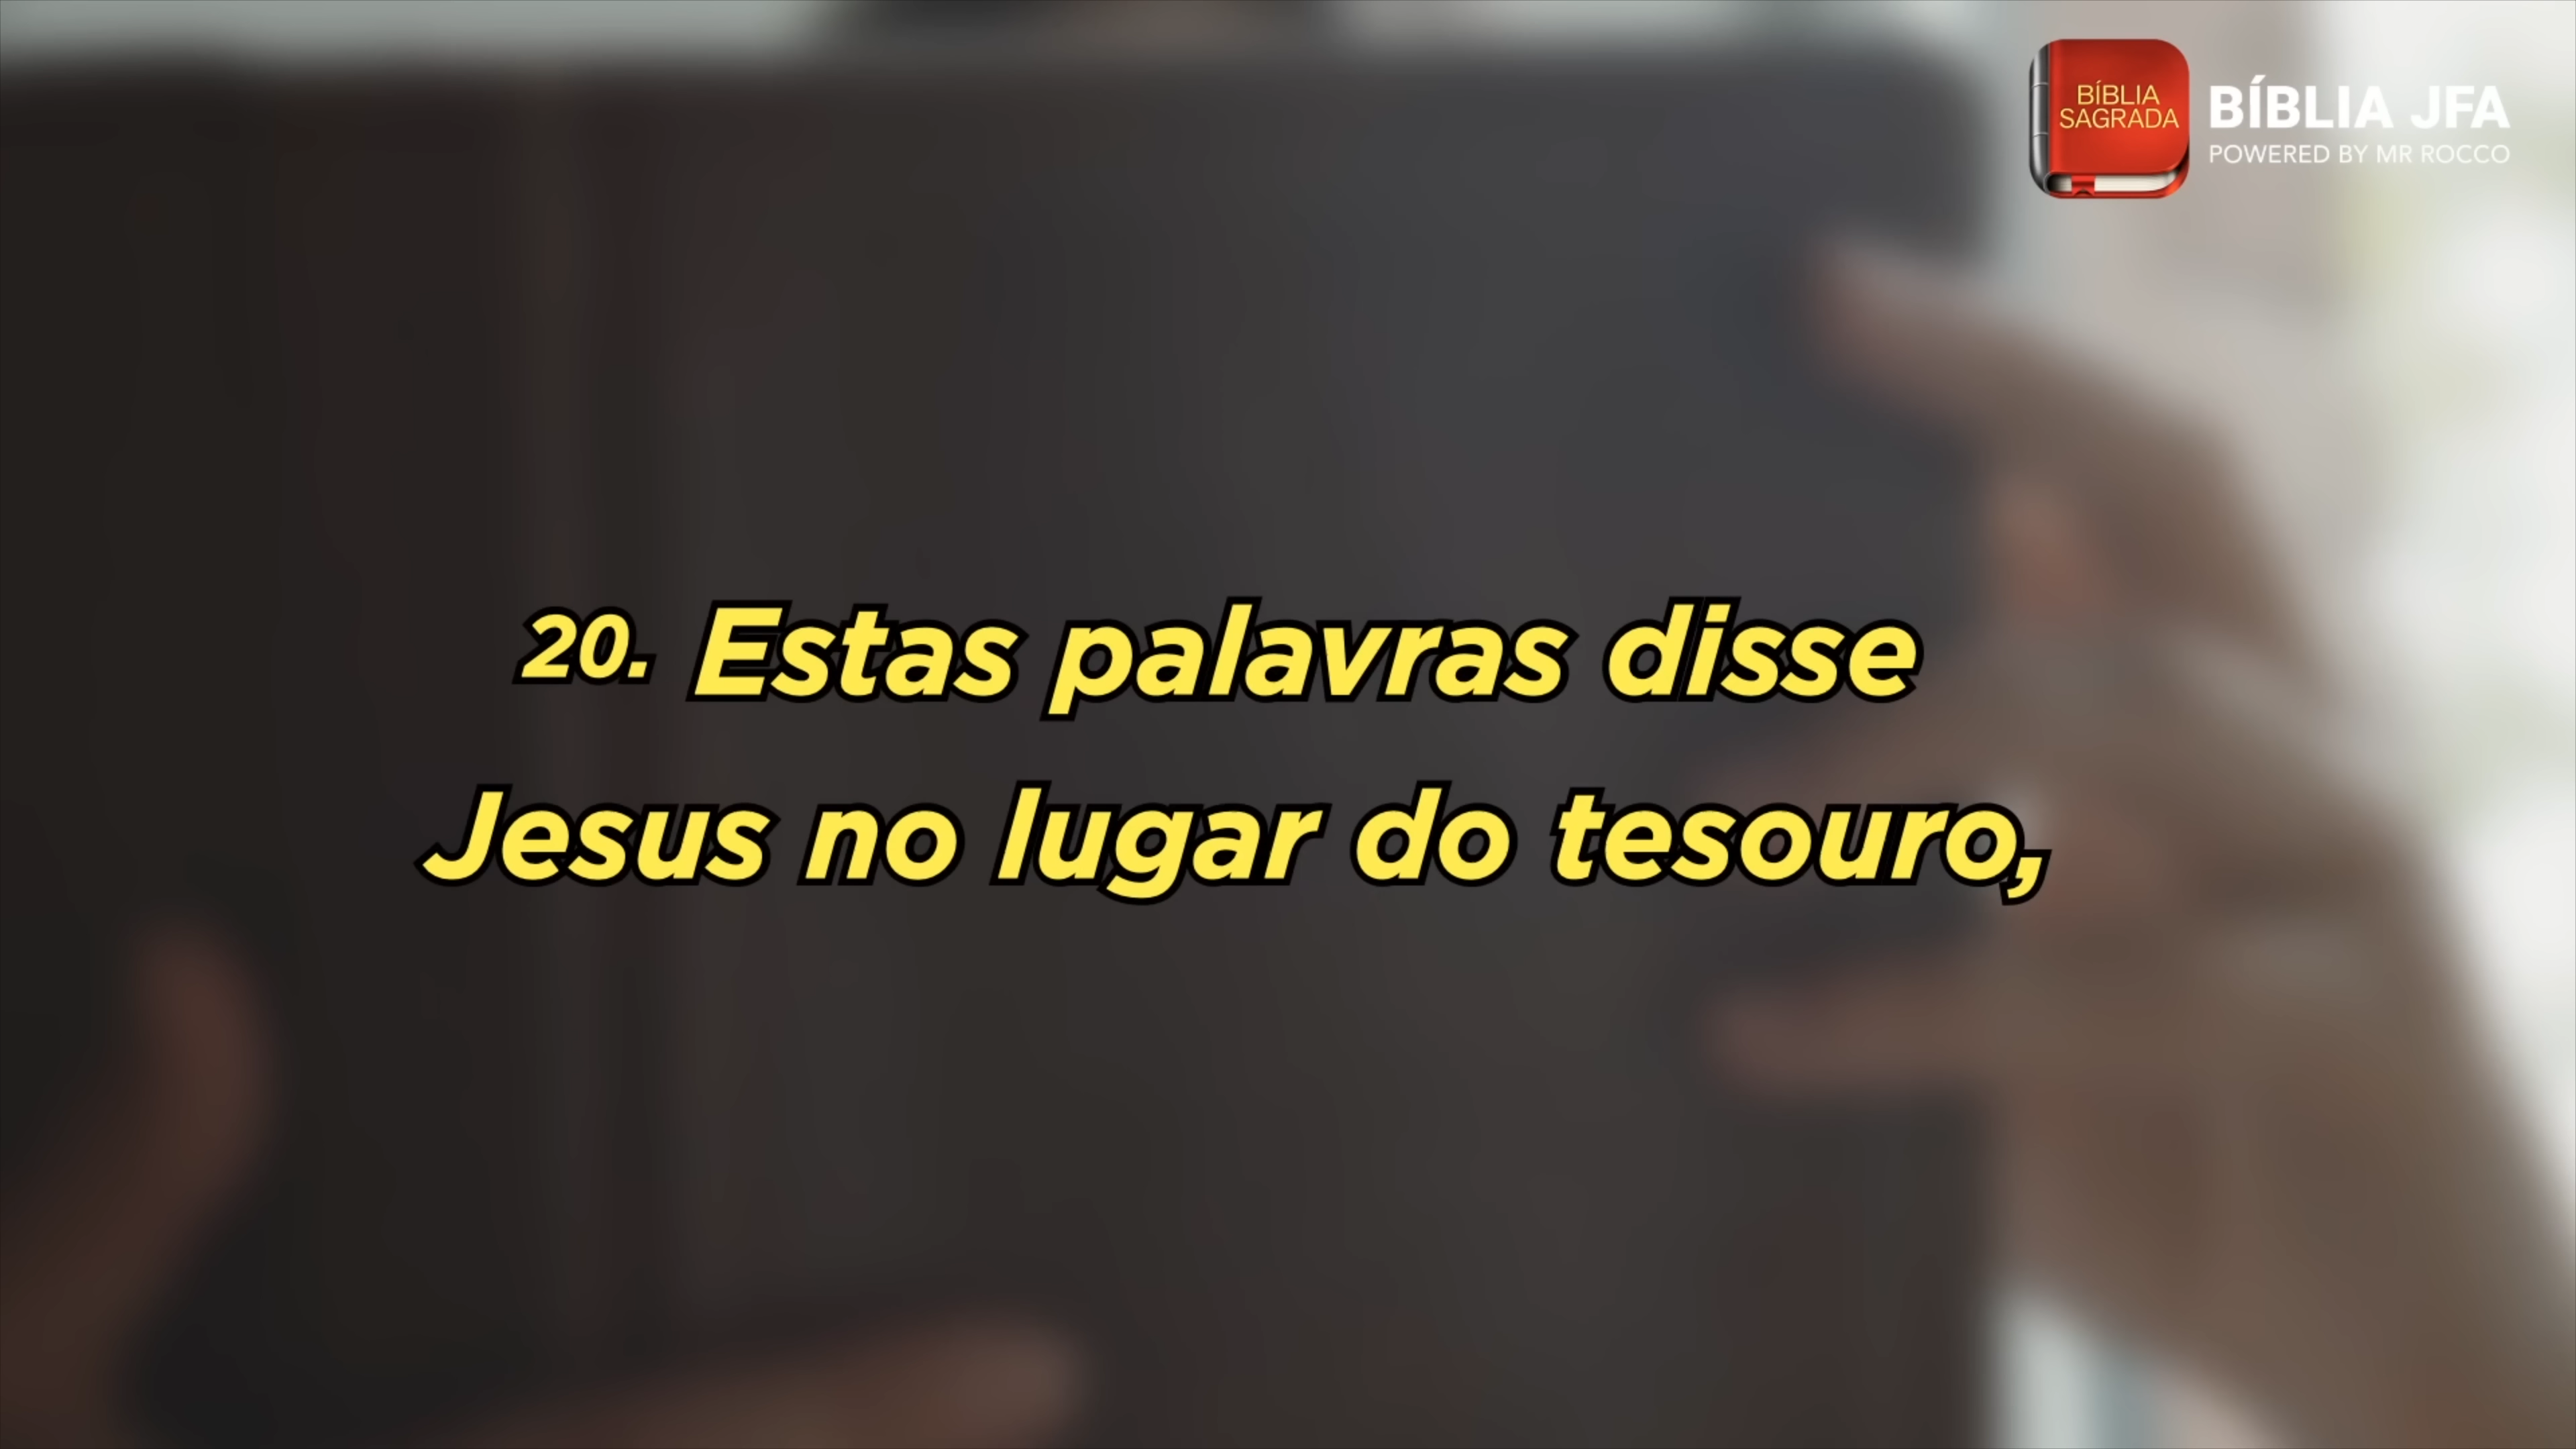 BÍBLIA
SAGRADA
BÍBLIA JFA
POWERED BY MR ROCCO
20. Estas palavras disse
Jesus no lugar do tesouro,